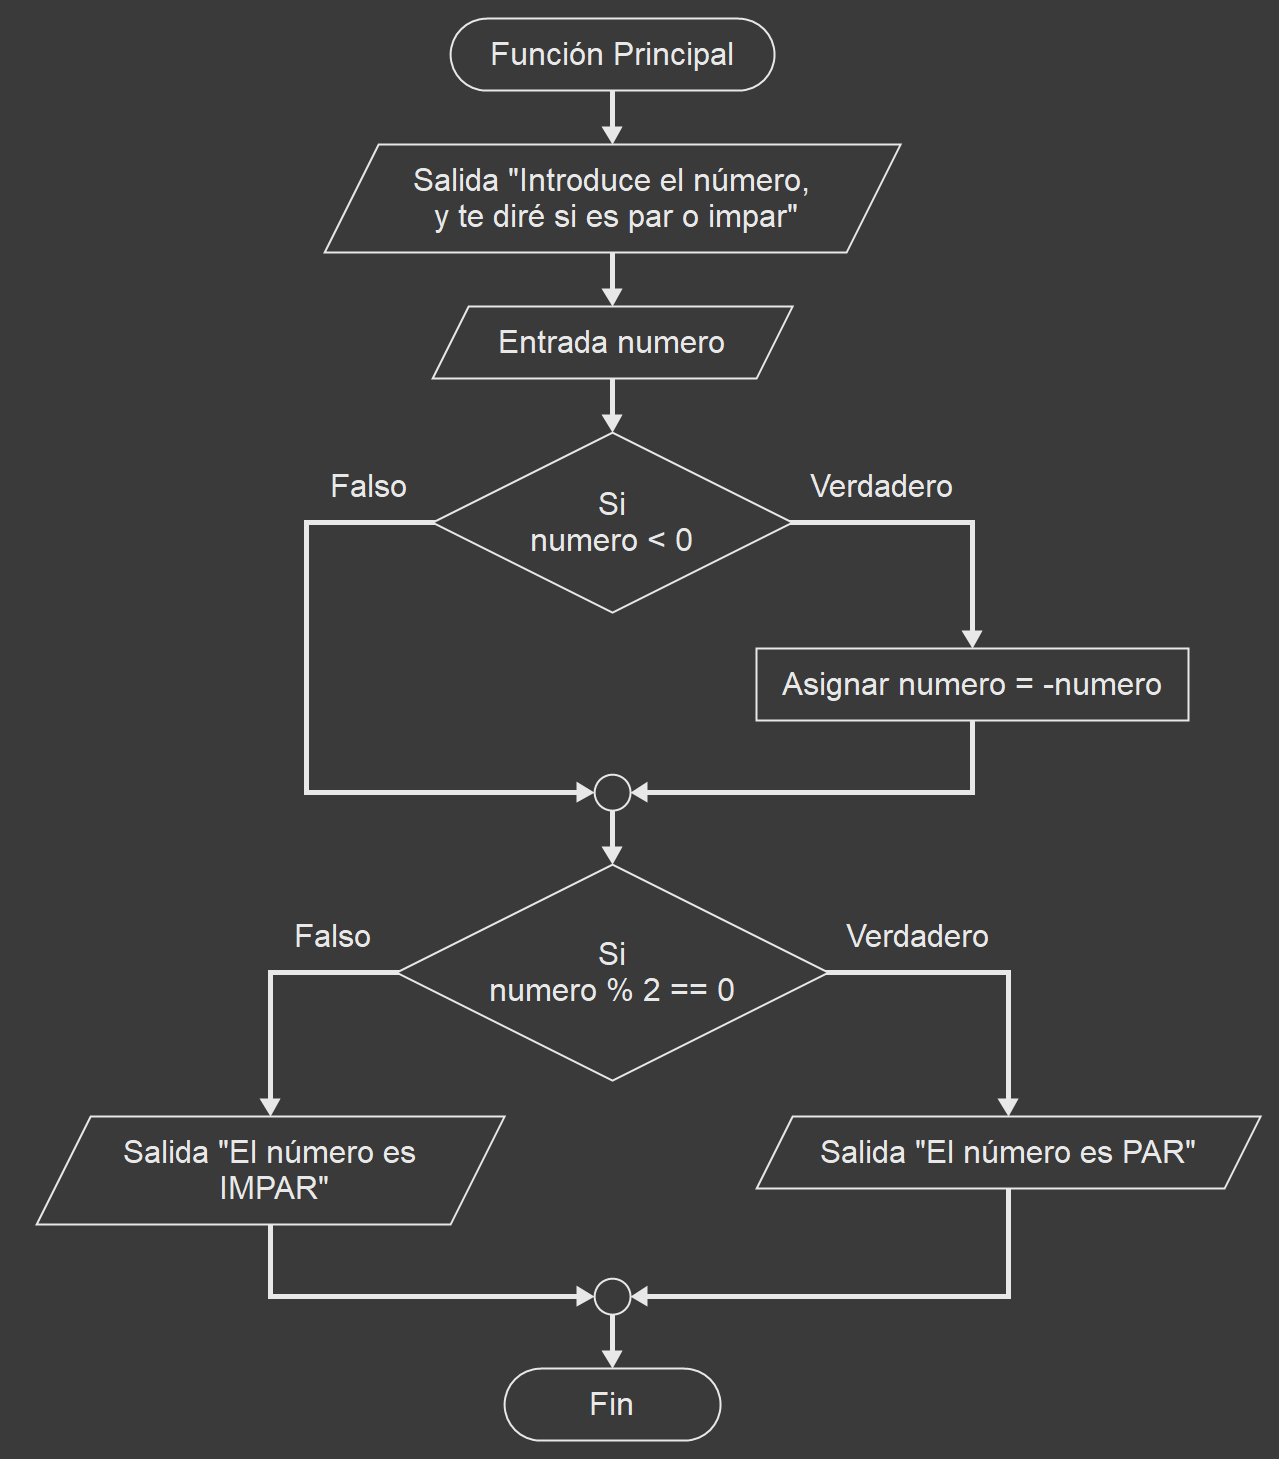 Función Principal
Salida "Introduce el número,
y te diré si es par o impar"
Entrada numero
Falso
Verdadero
Si
numero < 0
Asignar numero = -numero
Falso
Verdadero
Si
numero % 2 == 0
Salida "El número es
IMPAR"
Salida "El número es PAR"
Fin